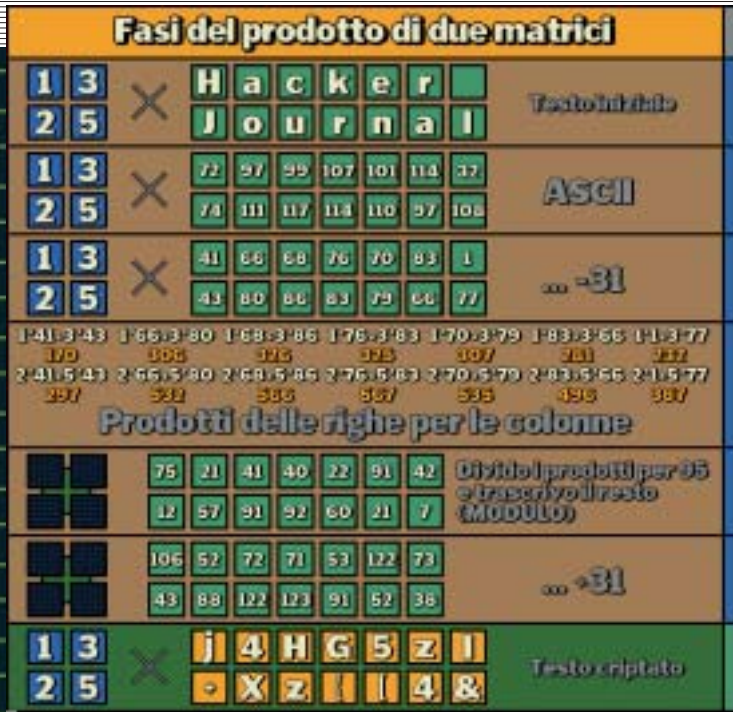 Fasi del prodotto di due matrici
1 3 × H a c k e r
Testo iniziale
2 5 J o u r n a l
1 3 × 72 97 99 107 101 114 32
ASCII
2 5 74 111 117 114 110 97 108
1 3 × 41 66 68 76 70 83 1
... -31
2 5 43 80 86 83 79 66 77
1*41+3*43 1*66+3*80 1*68+3*86 1*76+3*83 1*70+3*79 1*83+3*66 1*1+3*77
170 306 326 325 307 281 232
2*41+5*43 2*66+5*80 2*68+5*86 2*76+5*83 2*70+5*79 2*83+5*66 2*1+5*77
297 532 566 567 535 496 387
Prodotti delle righe per le colonne
75 21 41 40 22 91 42
12 57 91 92 60 21 7
Divido i prodotti per 95
e trascrivo il resto
(MODULO)
106 52 72 71 53 122 73
... +31
43 88 122 123 91 52 38
1 3 × j 4 H G 5 z I
Testo criptato
2 5 + X z { [ 4 &